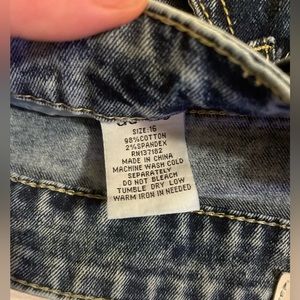 SIZE:16
98%COTTON
2%SPANDEX
RN137182
MADE IN CHINA
MACHINE WASH COLD
SEPARATELY
DO NOT BLEACH
TUMBLE DRY LOW
WARM IRON IN NEEDED